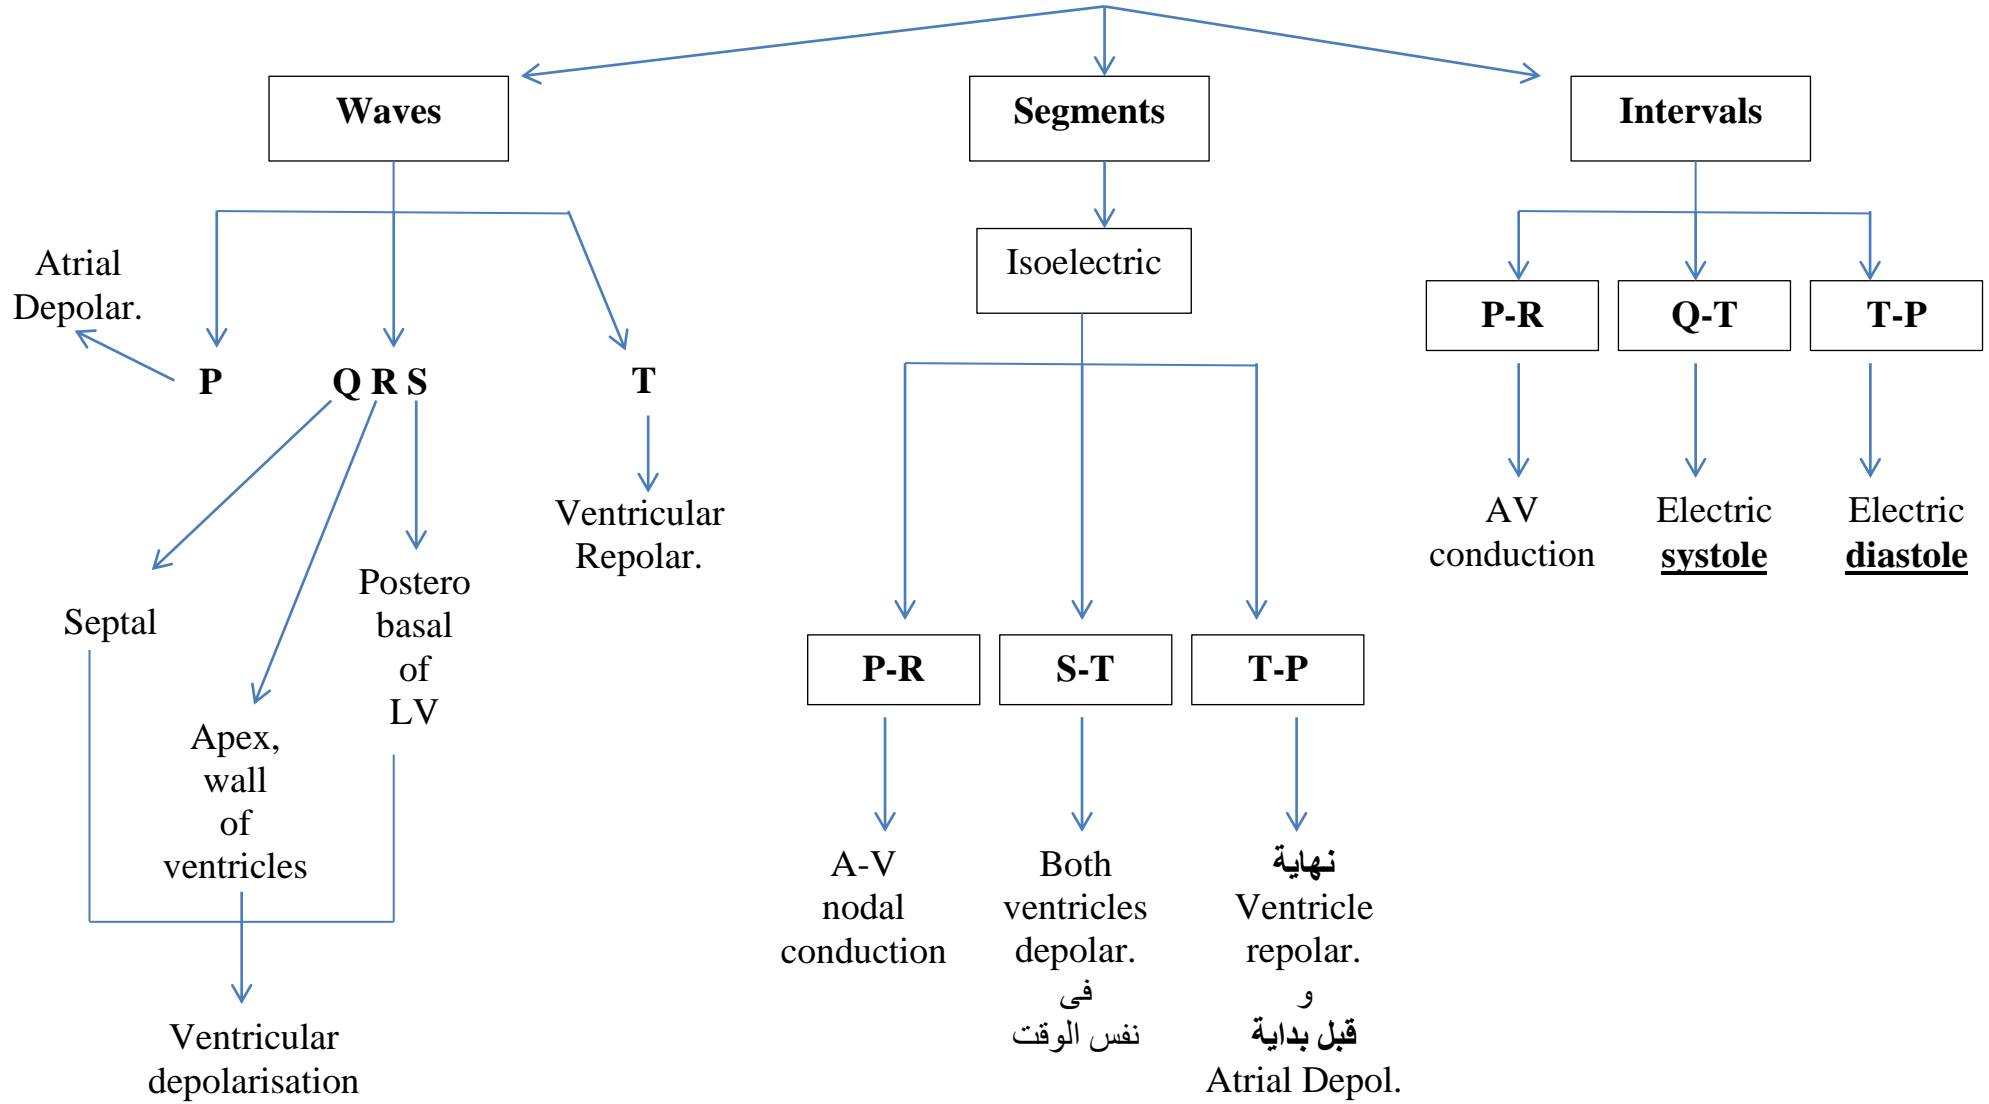 Waves
Segments
Intervals
Atrial
Depolar.
P
Q R S
T
Septal
Apex,
wall
of
ventricles
Postero
basal
of
LV
Ventricular
depolarisation
Ventricular
Repolar.
Isoelectric
P-R
S-T
T-P
A-V
nodal
conduction
Both
ventricles
depolar.
فى
نفس الوقت
نهاية
Ventricle
repolar.
و
قبل بداية
Atrial Depol.
P-R
Q-T
T-P
AV
conduction
Electric
systole
Electric
diastole